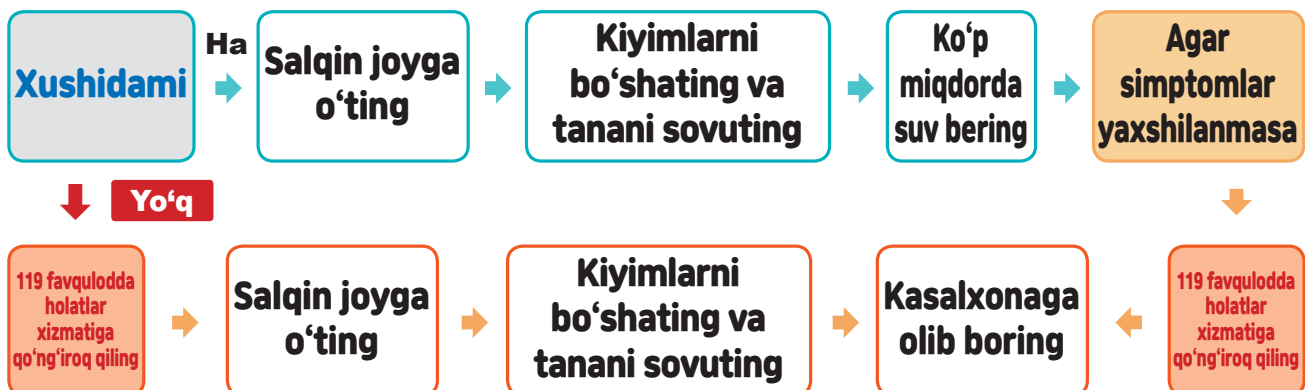 Xushidami
Ha
Salqin joyga
o‘ting
Kiyimlarni
bo‘shating va
tanani sovuting
Ko‘p
miqdorda
suv bering
Agar
simptomlar
yaxshilanmasa
Yo‘q
119 favqulodda
holatlar
xizmatiga
qo‘ng‘iroq qiling
Salqin joyga
o‘ting
Kiyimlarni
bo‘shating va
tanani sovuting
Kasalxonaga
olib boring
119 favqulodda
holatlar
xizmatiga
qo‘ng‘iroq qiling